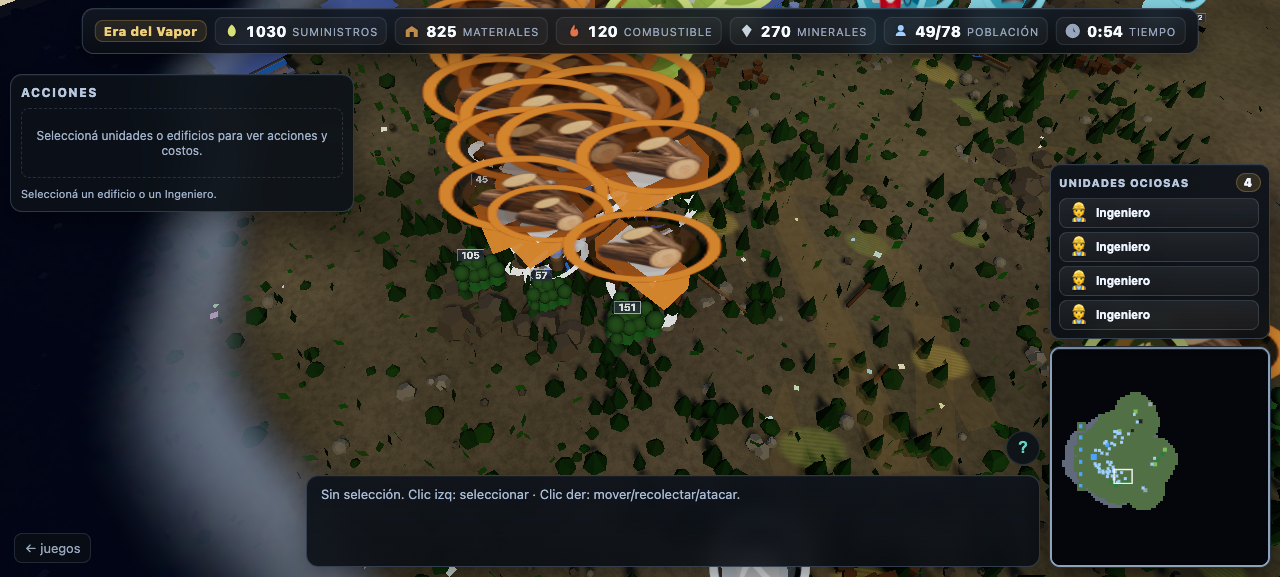 Era del Vapor
1030 SUMINISTROS
825 MATERIALES
120 COMBUSTIBLE
270 MINERALES
49/78 POBLACIÓN
0:54 TIEMPO
2
ACCIONES
Seleccioná unidades o edificios para ver acciones y
costos.
Seleccioná un edificio o un Ingeniero.
45
105
57
151
UNIDADES OCIOSAS 4
Ingeniero
Ingeniero
Ingeniero
Ingeniero
?
Sin selección. Clic izq: seleccionar · Clic der: mover/recolectar/atacar.
← juegos